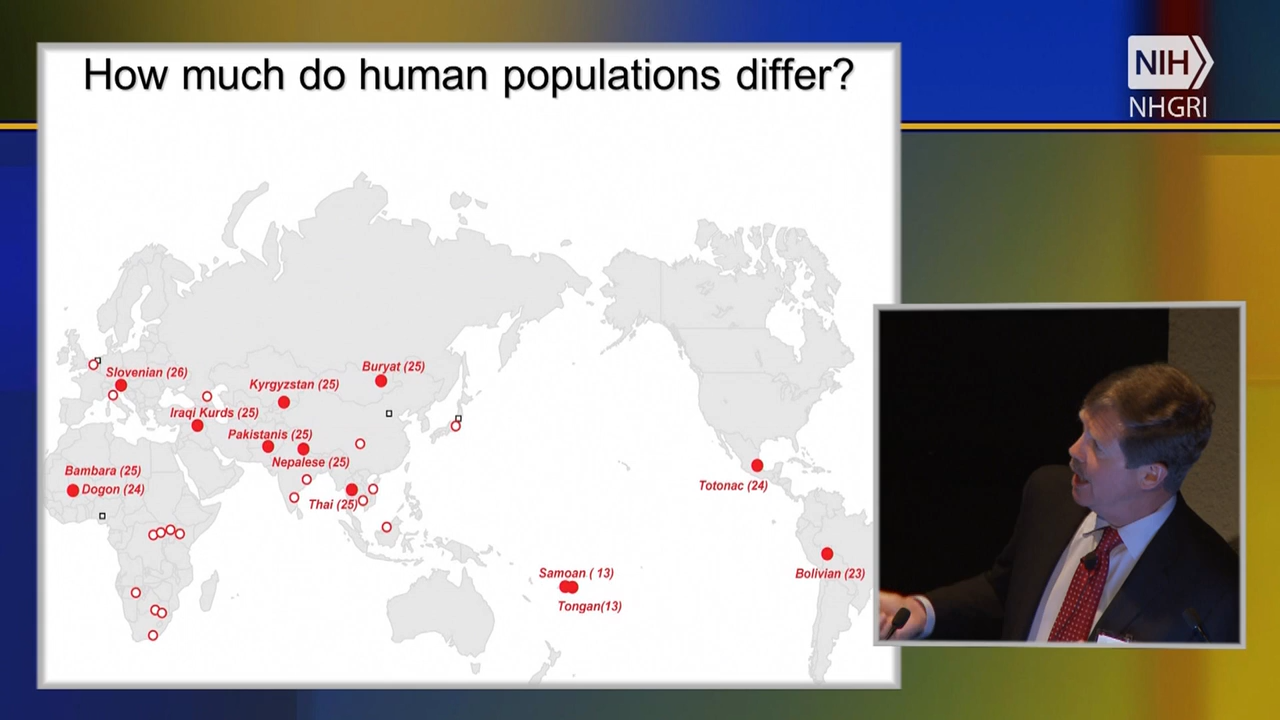 How much do human populations differ?
NIH
NHGRI
Slovenian (26)
Buryat (25)
Kyrgyzstan (25)
Iraqi Kurds (25)
Pakistanis (25)
Nepalese (25)
Bambara (25)
Dogon (24)
Thai (25)
Totonac (24)
Samoan ( 13)
Tongan(13)
Bolivian (23)